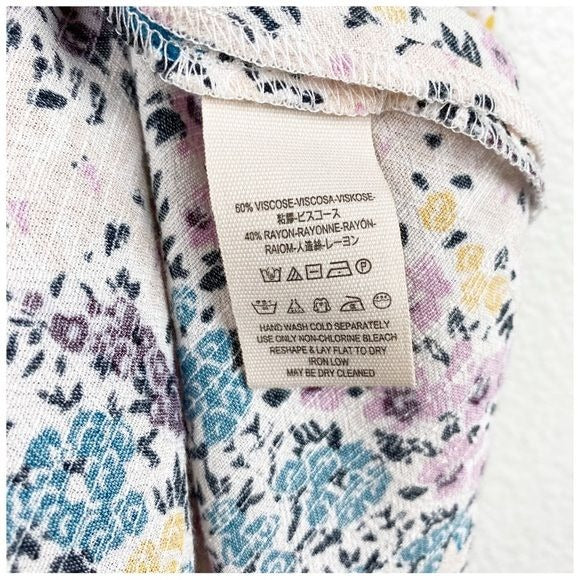 60% VISCOSE-VISCOSA-VISKOSE-
粘膠-ビスコース
40% RAYON-RAYONNE-RAYÓN-
RAIOM-人造絲-レーヨン
HAND WASH COLD SEPARATELY
USE ONLY NON-CHLORINE BLEACH
RESHAPE & LAY FLAT TO DRY
IRON LOW
MAY BE DRY CLEANED